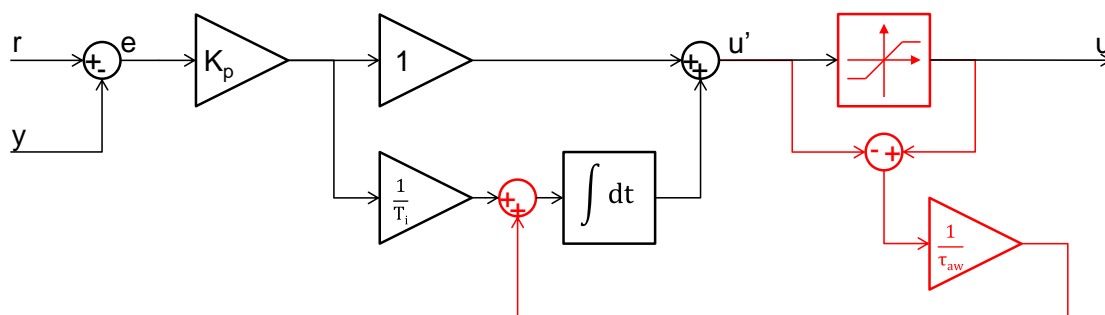 r
e
K_p
1
u'
u
+
-
+
+
y
-
+
1/T_i
+
+
∫ dt
1/τ_aw